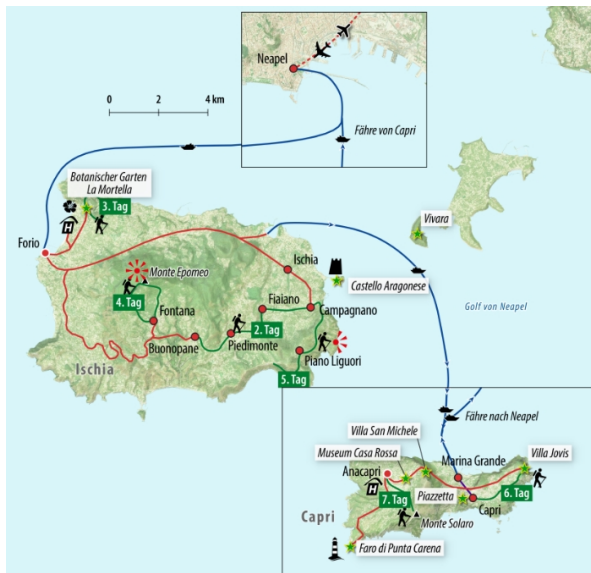 Neapel
0 2 4 km
Fähre von Capri
Botanischer Garten
La Mortella
3. Tag
H
Forio
Vivara
Ischia
Monte Epomeo
Castello Aragonese
4. Tag
Fontana
Fiaiano
Campagnano
Golf von Neapel
2. Tag
Buonopane
Piedimonte
Piano Liguori
Ischia
5. Tag
Fähre nach Neapel
Villa San Michele
Museum Casa Rossa
Marina Grande
Villa Jovis
Anacapri
H
Piazzetta
6. Tag
7. Tag
Capri
Capri
Monte Solaro
Faro di Punta Carena